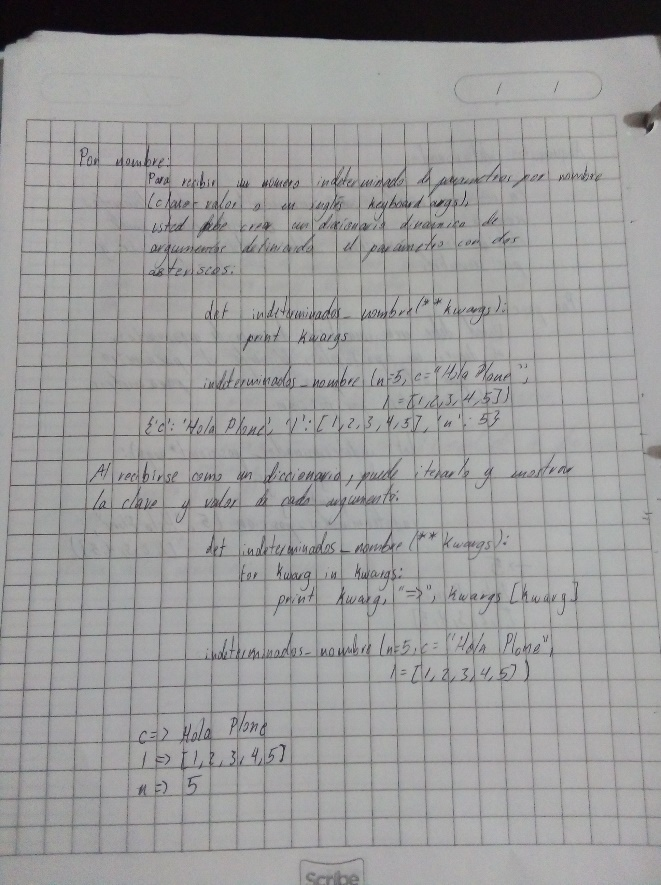 Por nombre:
Para recibir un número indeterminado de parámetros por nombre
(clave-valor o en inglés keyboard args),
usted debe crear un diccionario dinámico de
argumentos definiendo el parámetro con dos
asteriscos.
def indeterminados_nombre(**kwargs):
print kwargs
indeterminados_nombre (n=5, c="Hola Plone",
l=[1,2,3,4,5])
{'c': 'Hola Plone', 'l': [1,2,3,4,5], 'n': 5}
Al recibirse como un diccionario, puede iterarlo y mostrar
la clave y valor de cada argumento:
def indeterminados_nombre (**kwargs):
for kwarg in kwargs:
print kwarg, "=>", kwargs [kwarg]
indeterminados_nombre (n=5, c= "Hola Plone",
l=[1,2,3,4,5])
c=> Hola Plone
l => [1,2,3,4,5]
n => 5
Scribe